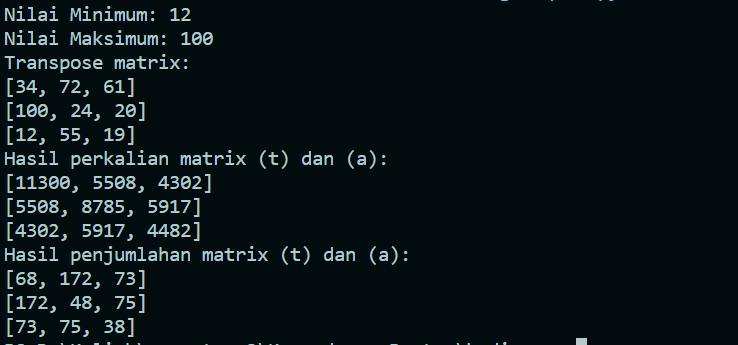 Nilai Minimum: 12
Nilai Maksimum: 100
Transpose matrix:
[34, 72, 61]
[100, 24, 20]
[12, 55, 19]
Hasil perkalian matrix (t) dan (a):
[11300, 5508, 4302]
[5508, 8785, 5917]
[4302, 5917, 4482]
Hasil penjumlahan matrix (t) dan (a):
[68, 172, 73]
[172, 48, 75]
[73, 75, 38]